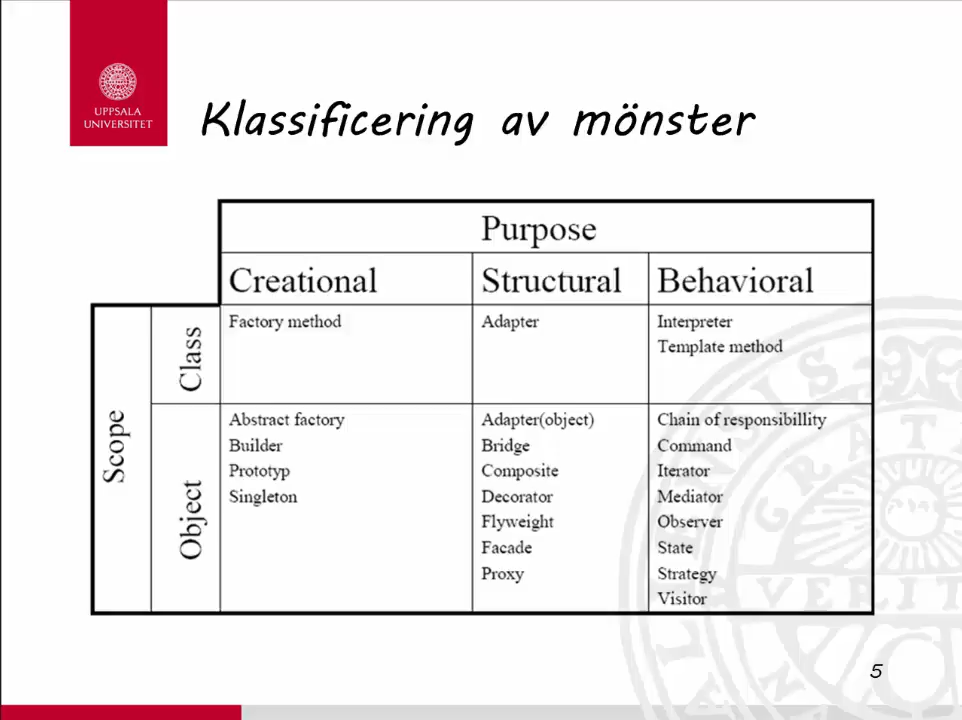 UPPSALA
UNIVERSITET
Klassificering av mönster
Purpose
Creational Structural Behavioral
Scope
Class
Factory method Adapter Interpreter
Template method
Object
Abstract factory Adapter(object) Chain of responsibillity
Builder Bridge Command
Prototyp Composite Iterator
Singleton Decorator Mediator
Flyweight Observer
Facade State
Proxy Strategy
Visitor
5